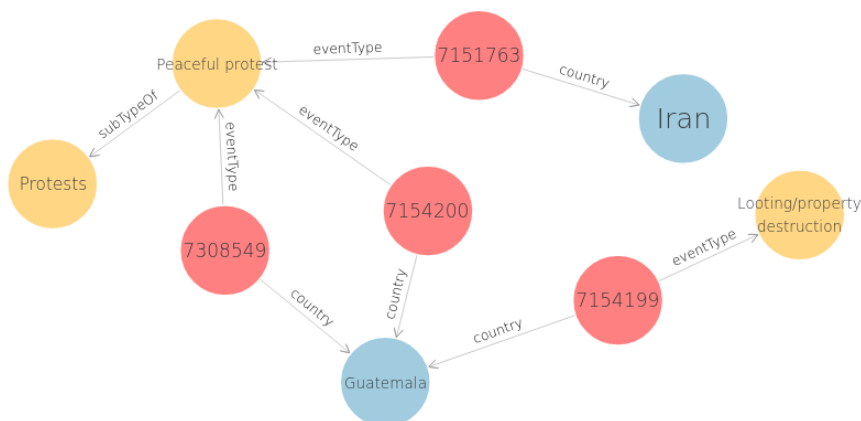 eventType
7151763
Peaceful protest
country
subTypeOf
eventType
Iran
eventType
Protests
Looting/property
destruction
7154200
7308549
eventType
country
country
7154199
country
Guatemala